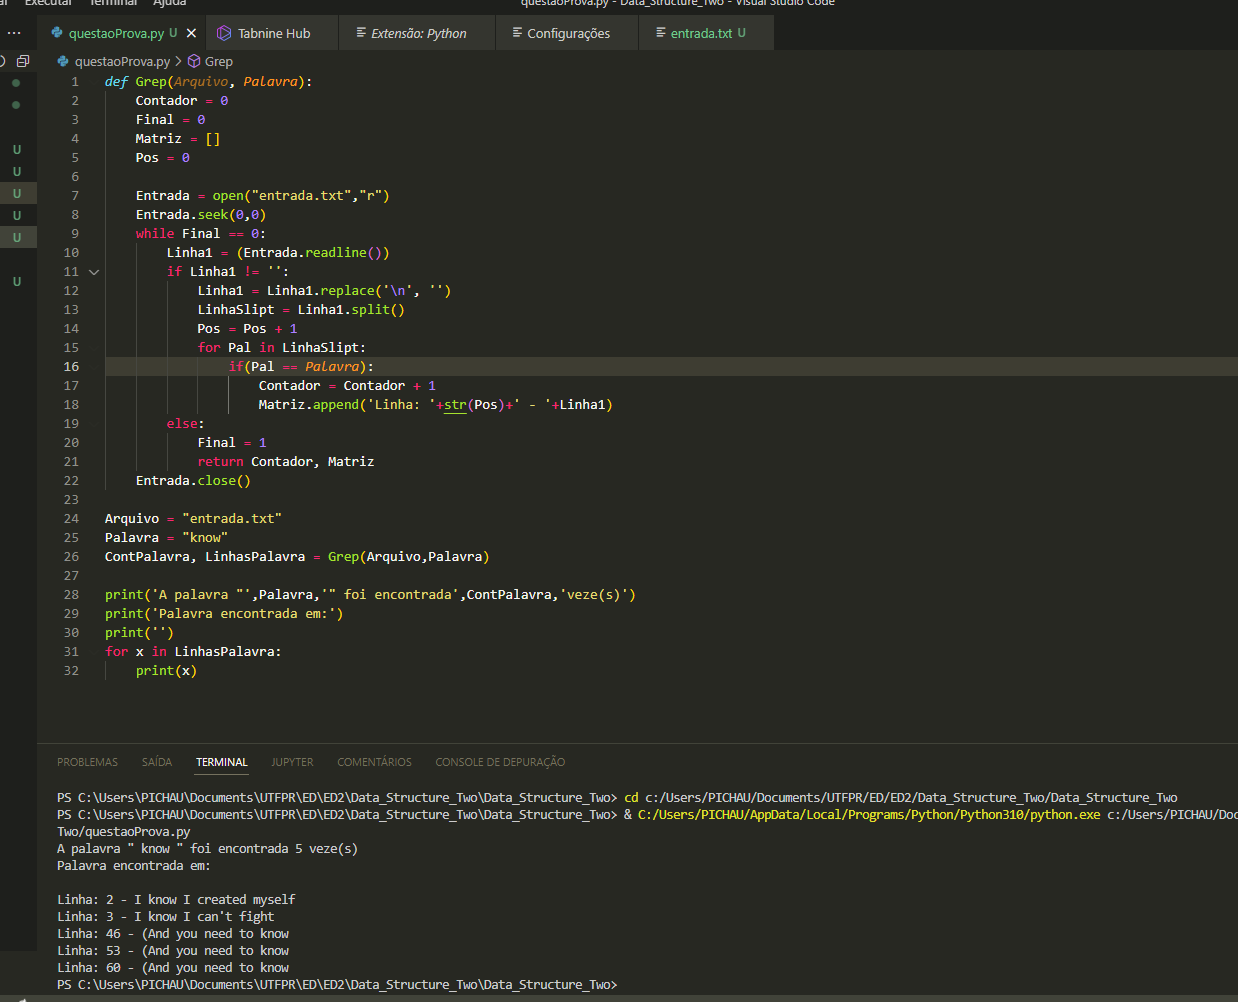 Executar Terminal Ajuda questaoProva.py - Data_Structure_Two - Visual Studio Code
questaoProva.py U Tabnine Hub Extensão: Python Configurações entrada.txt U
questaoProva.py > Grep
1 def Grep(Arquivo, Palavra):
2 Contador = 0
3 Final = 0
4 Matriz = []
5 Pos = 0
6
7 Entrada = open("entrada.txt","r")
8 Entrada.seek(0,0)
9 while Final == 0:
10 Linha1 = (Entrada.readline())
11 if Linha1 != '':
12 Linha1 = Linha1.replace('\n', '')
13 LinhaSlipt = Linha1.split()
14 Pos = Pos + 1
15 for Pal in LinhaSlipt:
16 if(Pal == Palavra):
17 Contador = Contador + 1
18 Matriz.append('Linha: '+str(Pos)+' - '+Linha1)
19 else:
20 Final = 1
21 return Contador, Matriz
22 Entrada.close()
23
24 Arquivo = "entrada.txt"
25 Palavra = "know"
26 ContPalavra, LinhasPalavra = Grep(Arquivo,Palavra)
27
28 print('A palavra "',Palavra,'" foi encontrada',ContPalavra,'veze(s)')
29 print('Palavra encontrada em:')
30 print('')
31 for x in LinhasPalavra:
32 print(x)
U
U
U
U
U
U
PROBLEMAS SAÍDA TERMINAL JUPYTER COMENTÁRIOS CONSOLE DE DEPURAÇÃO
PS C:\Users\PICHAU\Documents\UTFPR\ED\ED2\Data_Structure_Two\Data_Structure_Two> cd c:/Users/PICHAU/Documents/UTFPR/ED/ED2/Data_Structure_Two/Data_Structure_Two
PS C:\Users\PICHAU\Documents\UTFPR\ED\ED2\Data_Structure_Two\Data_Structure_Two> & C:/Users/PICHAU/AppData/Local/Programs/Python/Python310/python.exe c:/Users/PICHAU/Doc
Two/questaoProva.py
A palavra " know " foi encontrada 5 veze(s)
Palavra encontrada em:
Linha: 2 - I know I created myself
Linha: 3 - I know I can't fight
Linha: 46 - (And you need to know
Linha: 53 - (And you need to know
Linha: 60 - (And you need to know
PS C:\Users\PICHAU\Documents\UTFPR\ED\ED2\Data_Structure_Two\Data_Structure_Two>